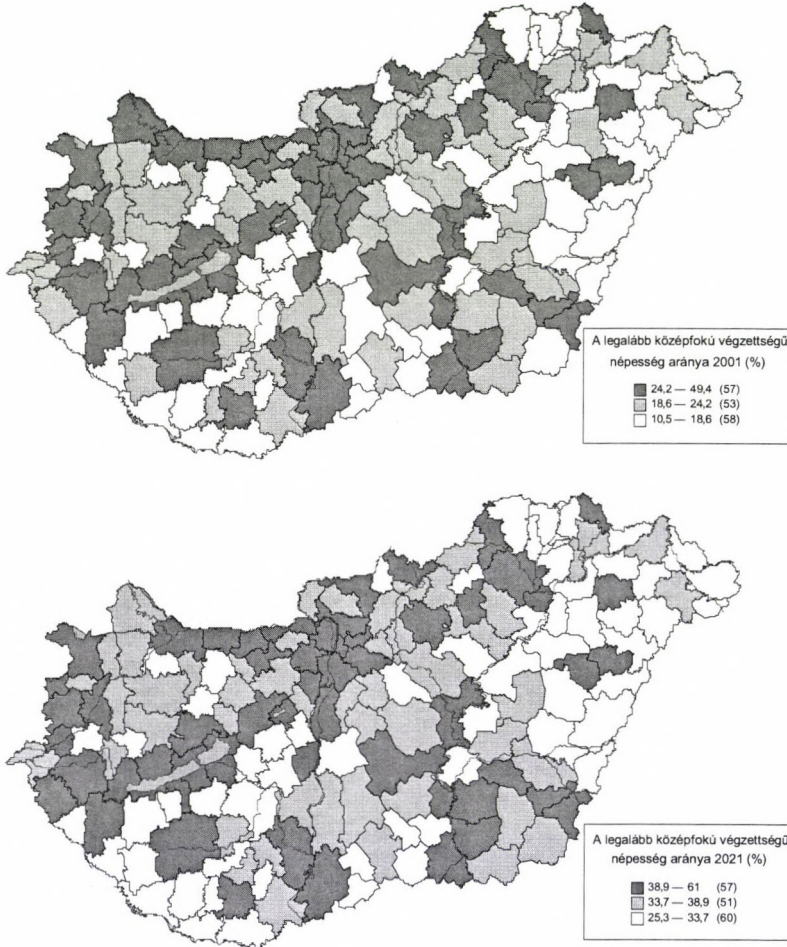 A legalább középfokú végzettségű
népesség aránya 2001 (%)
24,2 — 49,4 (57)
18,6 — 24,2 (53)
10,5 — 18,6 (58)
A legalább középfokú végzettségű
népesség aránya 2021 (%)
38,9 — 61 (57)
33,7 — 38,9 (51)
25,3 — 33,7 (60)